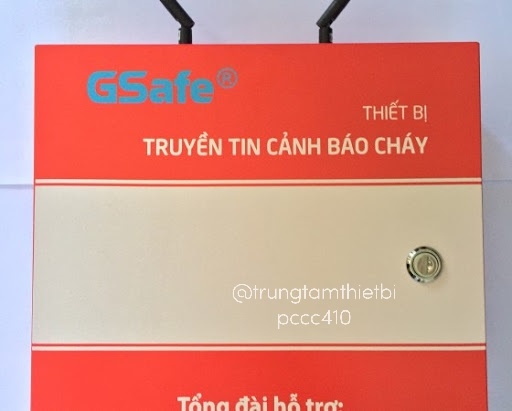 GSafe®
THIẾT BỊ
TRUYỀN TIN CẢNH BÁO CHÁY
@trungtamthietbi
pccc410
Tổng đài hỗ trợ: